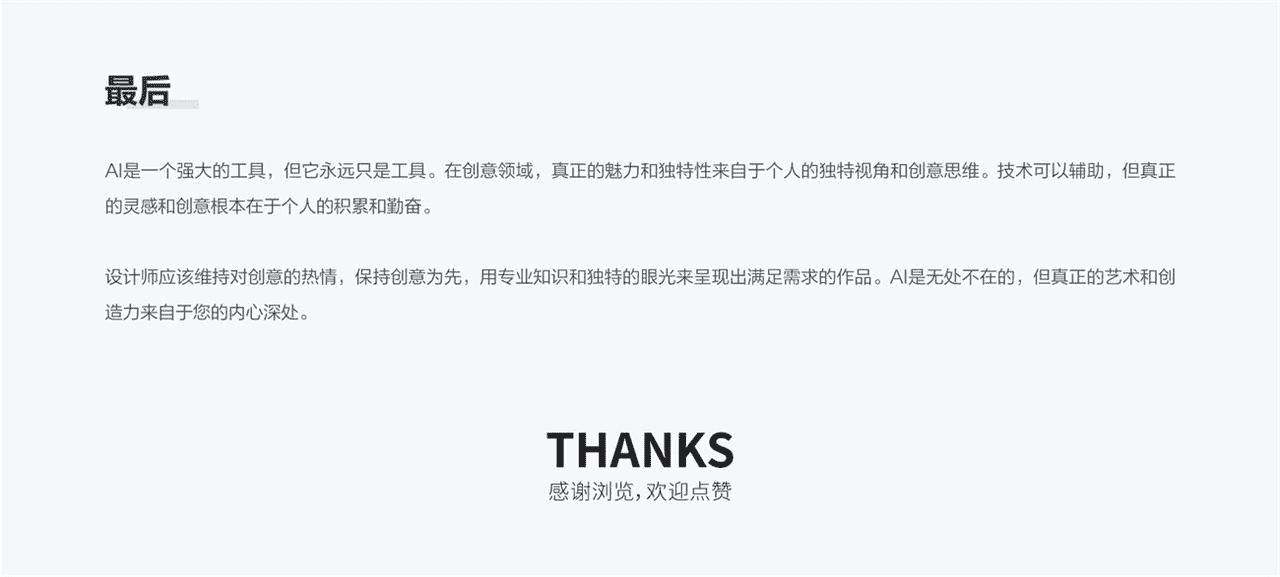 最后
AI是一个强大的工具，但它永远只是工具。在创意领域，真正的魅力和独特性来自于个人的独特视角和创意思维。技术可以辅助，但真正
的灵感和创意根本在于个人的积累和勤奋。
设计师应该维持对创意的热情，保持创意为先，用专业知识和独特的眼光来呈现出满足需求的作品。AI是无处不在的，但真正的艺术和创
造力来自于您的内心深处。
THANKS
感谢浏览，欢迎点赞